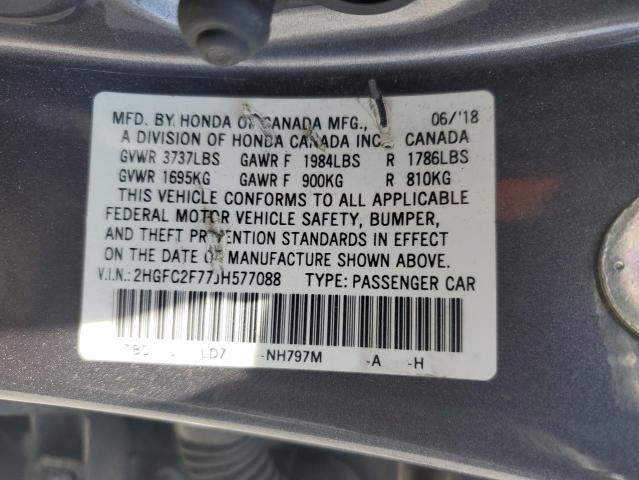 MFD. BY HONDA OF CANADA MFG., 06/'18
A DIVISION OF HONDA CANADA INC. CANADA
GVWR 3737LBS GAWR F 1984LBS R 1786LBS
GVWR 1695KG GAWR F 900KG R 810KG
THIS VEHICLE CONFORMS TO ALL APPLICABLE
FEDERAL MOTOR VEHICLE SAFETY, BUMPER,
AND THEFT PREVENTION STANDARDS IN EFFECT
ON THE DATE OF MANUFACTURE SHOWN ABOVE.
V.I.N.: 2HGFC2F77JH577088 TYPE: PASSENGER CAR
LD7 -NH797M -A -H